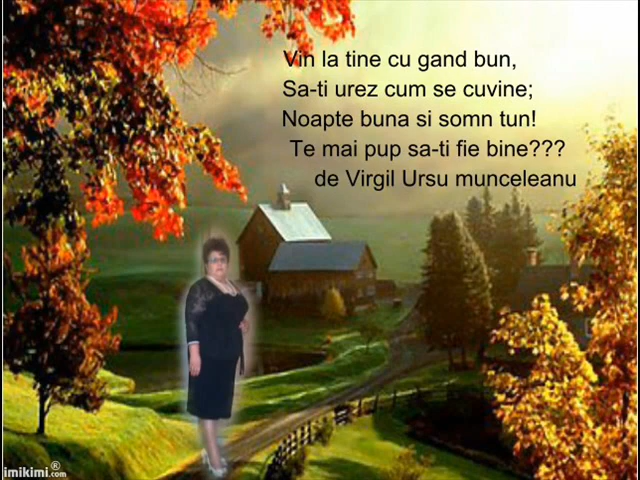 Vin la tine cu gand bun,
Sa-ti urez cum se cuvine;
Noapte buna si somn tun!
Te mai pup sa-ti fie bine???
de Virgil Ursu munceleanu
imikimi.com®